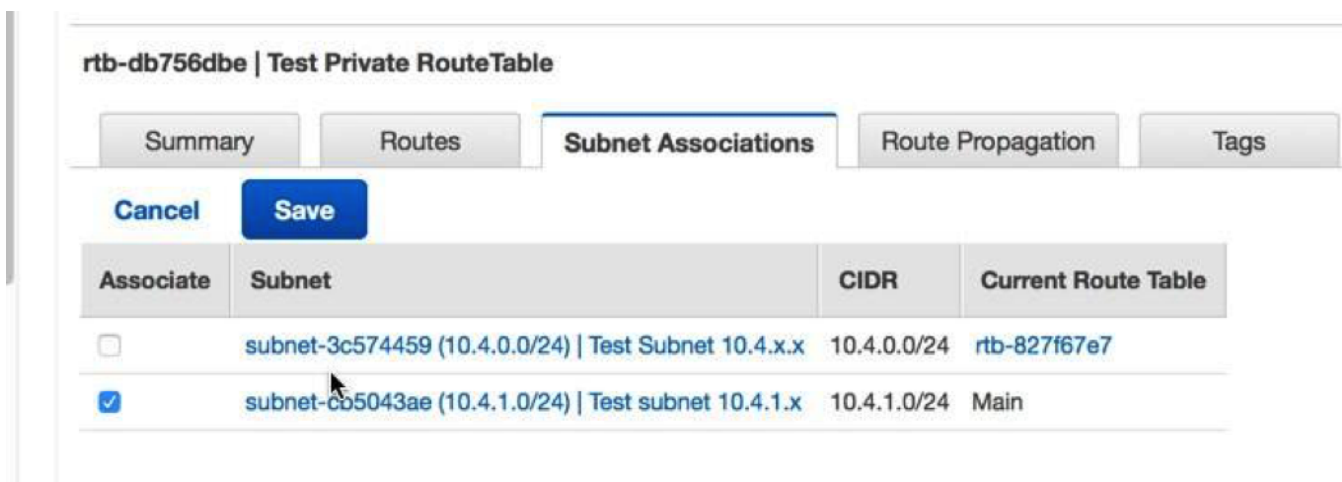 rtb-db756dbe | Test Private RouteTable
Summary Routes Subnet Associations Route Propagation Tags
Cancel Save
Associate Subnet CIDR Current Route Table
subnet-3c574459 (10.4.0.0/24) | Test Subnet 10.4.x.x 10.4.0.0/24 rtb-827f67e7
subnet-cb5043ae (10.4.1.0/24) | Test subnet 10.4.1.x 10.4.1.0/24 Main